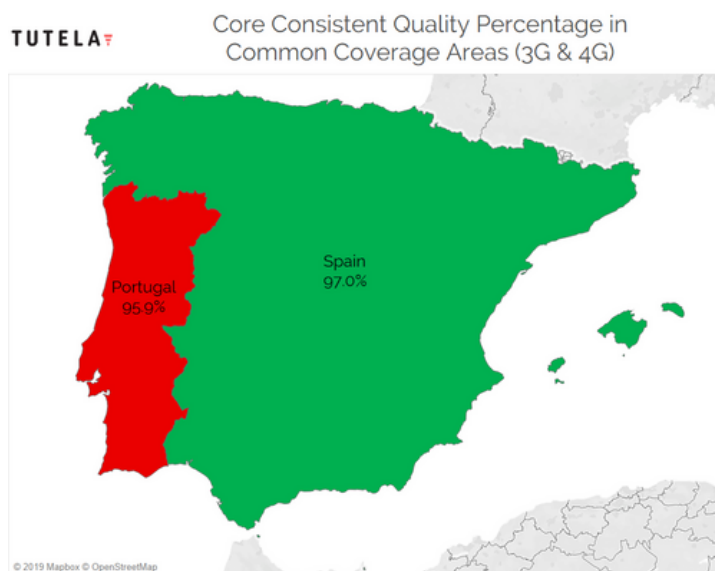 TUTELA
Core Consistent Quality Percentage in
Common Coverage Areas (3G & 4G)
Spain
97.0%
Portugal
95.9%
© 2019 Mapbox © OpenStreetMap